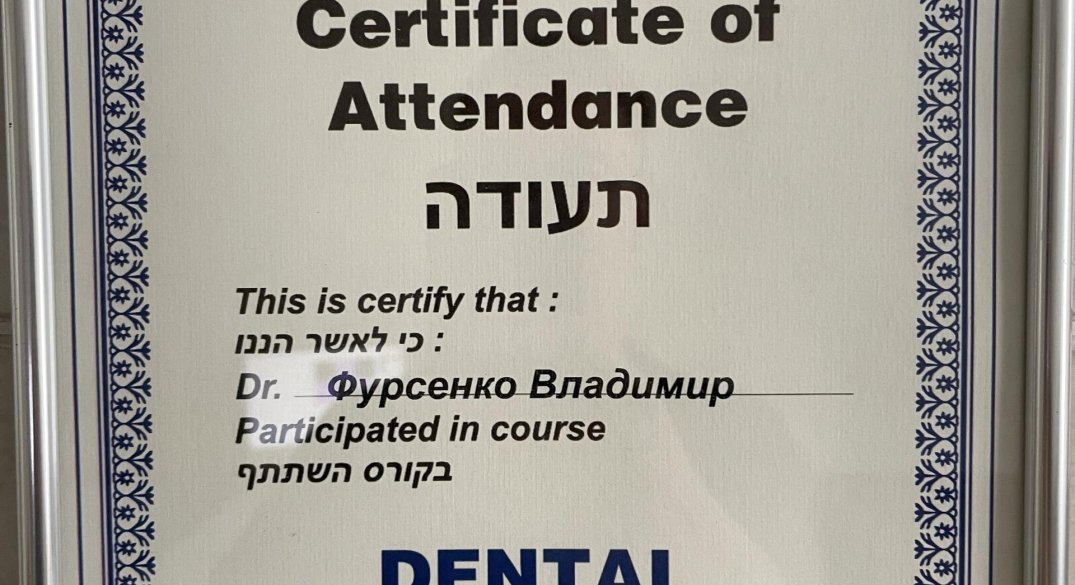 Certificate of
Attendance
תעודה
This is certify that :
כי לאשר הננו :
Dr. Фурсенко Владимир
Participated in course
בקורס השתתף
DENTAL